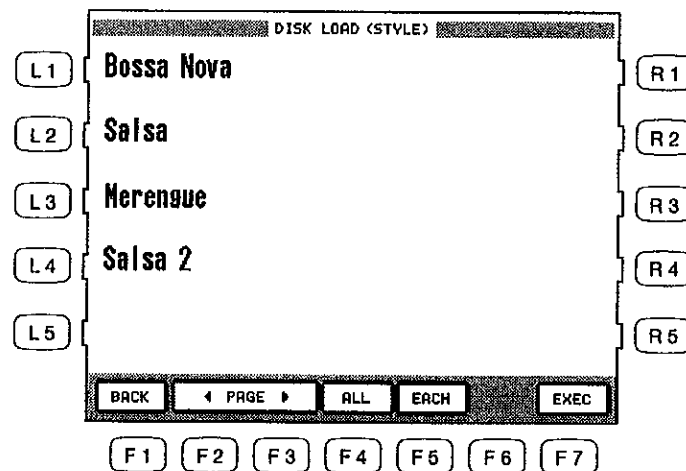 DISK LOAD (STYLE)
L1 Bossa Nova R1
L2 Salsa R2
L3 Merengue R3
L4 Salsa 2 R4
L5 R5
BACK ◀ PAGE ▶ ALL EACH EXEC
F1 F2 F3 F4 F5 F6 F7